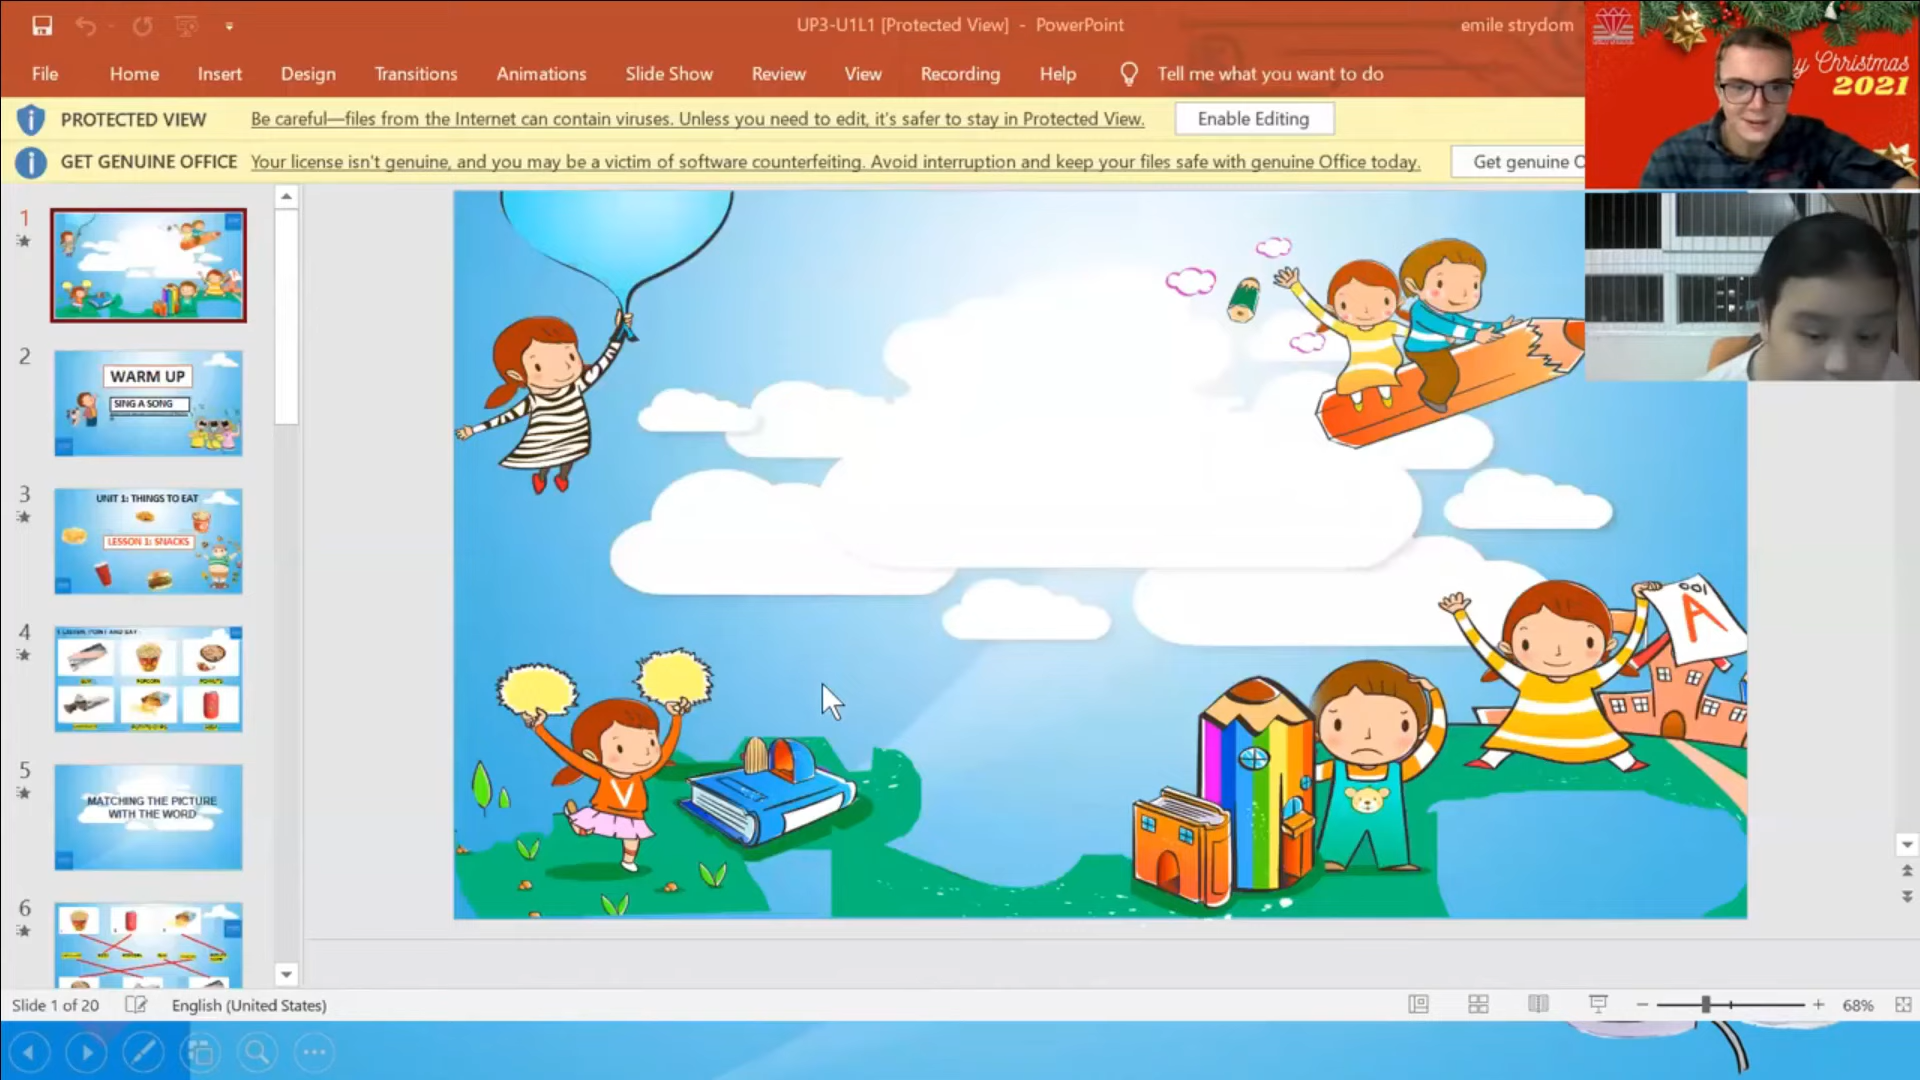 UP3-U1L1 [Protected View] - PowerPoint
emile strydom
File Home Insert Design Transitions Animations Slide Show Review View Recording Help Tell me what you want to do
y Christmas
2021
PROTECTED VIEW Be careful—files from the Internet can contain viruses. Unless you need to edit, it's safer to stay in Protected View. Enable Editing
GET GENUINE OFFICE Your license isn't genuine, and you may be a victim of software counterfeiting. Avoid interruption and keep your files safe with genuine Office today. Get genuine O
1
2
WARM UP
SING A SONG
3
UNIT 1: THINGS TO EAT
LESSON 1: SNACKS
4
POPCORN
5
MATCHING THE PICTURE
WITH THE WORD
6
001
A
V
Slide 1 of 20 English (United States) 68%